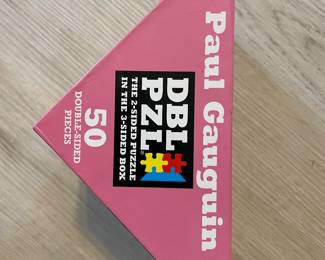 Paul Gauguin
DBL
PZL®
THE 2-SIDED PUZZLE
IN THE 3-SIDED BOX
50
DOUBLE-SIDED
PIECES